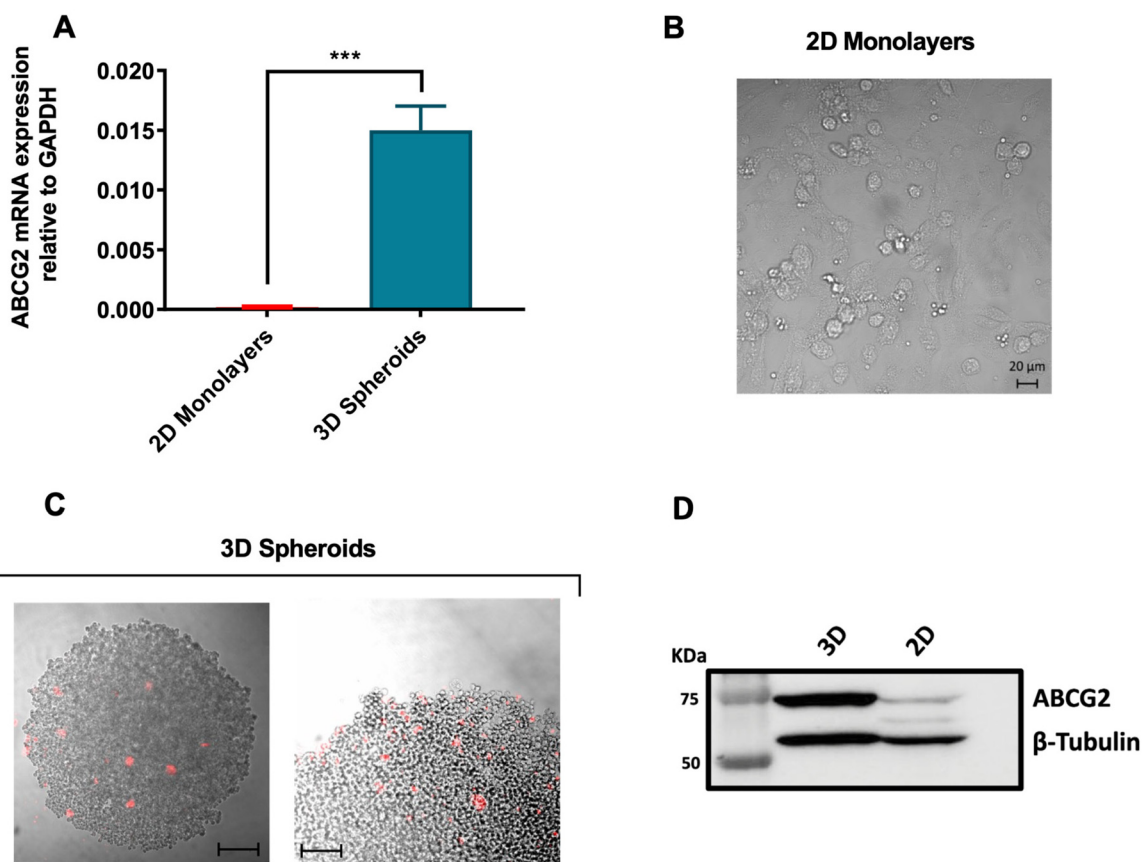 A
ABCG2 mRNA expression
relative to GAPDH
0.020
0.015
0.010
0.005
0.000
***
2D Monolayers
3D Spheroids
B
2D Monolayers
20 µm
C
3D Spheroids
D
KDa
3D
2D
75
ABCG2
β-Tubulin
50